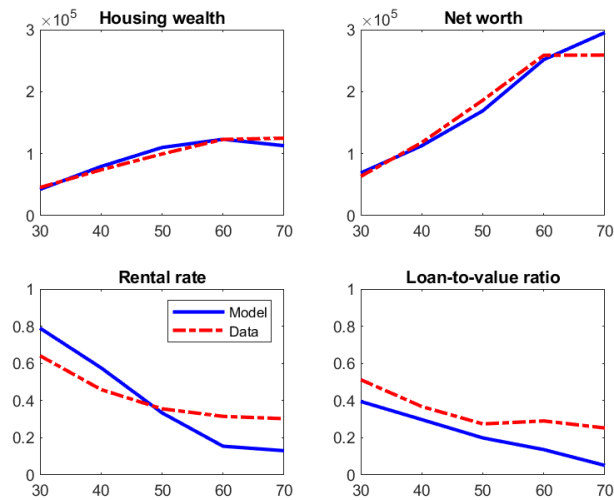 Housing wealth
×10^5
3
2
1
0
30 40 50 60 70
Net worth
×10^5
3
2
1
0
30 40 50 60 70
Rental rate
1
0.8
0.6
0.4
0.2
0
Model
Data
30 40 50 60 70
Loan-to-value ratio
1
0.8
0.6
0.4
0.2
0
30 40 50 60 70